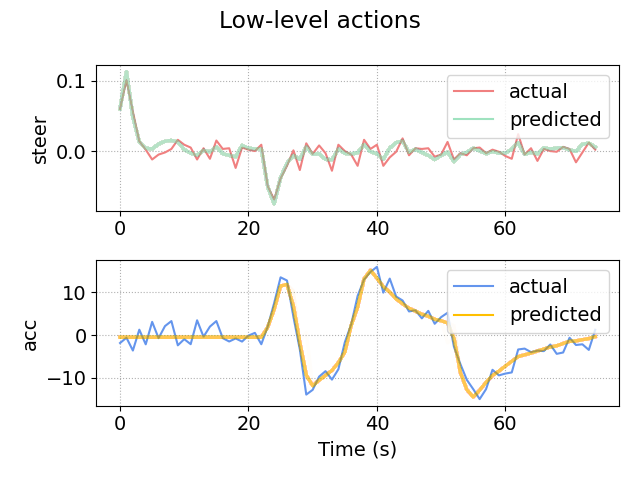 Low-level actions
0.1
0.0
steer
actual
predicted
0 20 40 60
10
0
−10
acc
actual
predicted
0 20 40 60
Time (s)